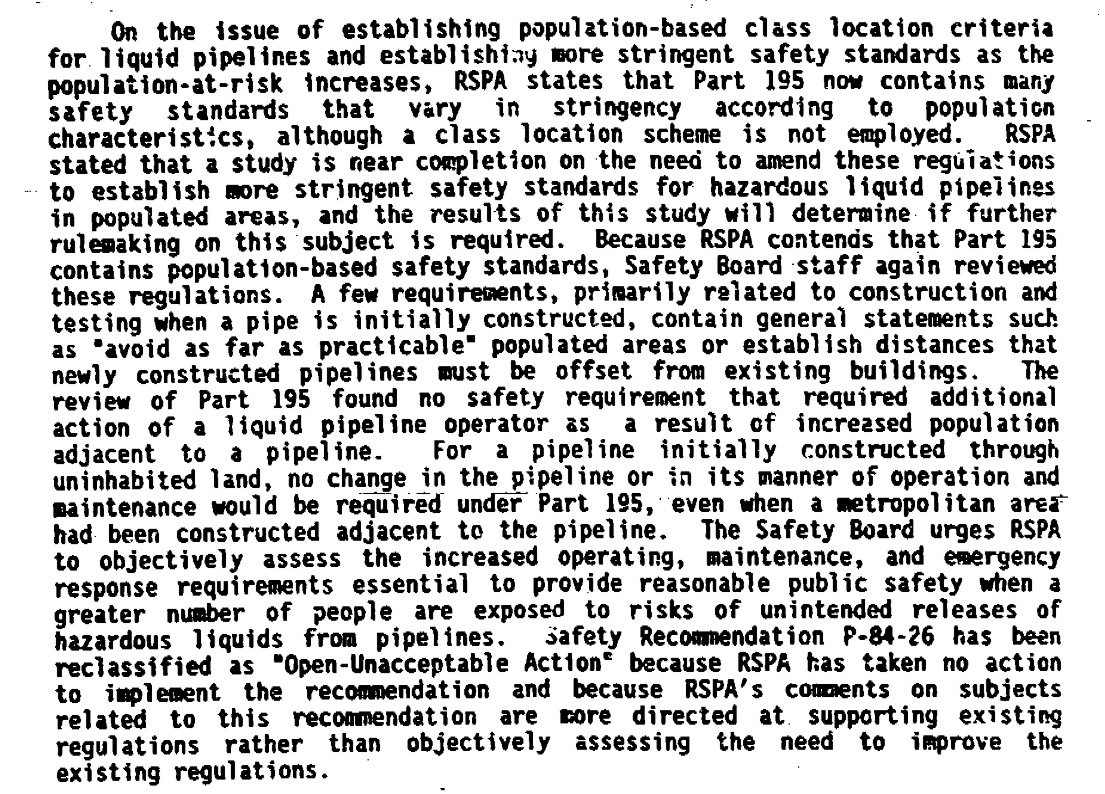 On the issue of establishing population-based class location criteria
for liquid pipelines and establishing more stringent safety standards as the
population-at-risk increases, RSPA states that Part 195 now contains many
safety standards that vary in stringency according to population
characteristics, although a class location scheme is not employed. RSPA
stated that a study is near completion on the need to amend these regulations
to establish more stringent safety standards for hazardous liquid pipelines
in populated areas, and the results of this study will determine if further
rulemaking on this subject is required. Because RSPA contends that Part 195
contains population-based safety standards, Safety Board staff again reviewed
these regulations. A few requirements, primarily related to construction and
testing when a pipe is initially constructed, contain general statements such
as "avoid as far as practicable" populated areas or establish distances that
newly constructed pipelines must be offset from existing buildings. The
review of Part 195 found no safety requirement that required additional
action of a liquid pipeline operator as a result of increased population
adjacent to a pipeline. For a pipeline initially constructed through
uninhabited land, no change in the pipeline or in its manner of operation and
maintenance would be required under Part 195, even when a metropolitan area
had been constructed adjacent to the pipeline. The Safety Board urges RSPA
to objectively assess the increased operating, maintenance, and emergency
response requirements essential to provide reasonable public safety when a
greater number of people are exposed to risks of unintended releases of
hazardous liquids from pipelines. Safety Recommendation P-84-26 has been
reclassified as "Open-Unacceptable Action" because RSPA has taken no action
to implement the recommendation and because RSPA's comments on subjects
related to this recommendation are more directed at supporting existing
regulations rather than objectively assessing the need to improve the
existing regulations.